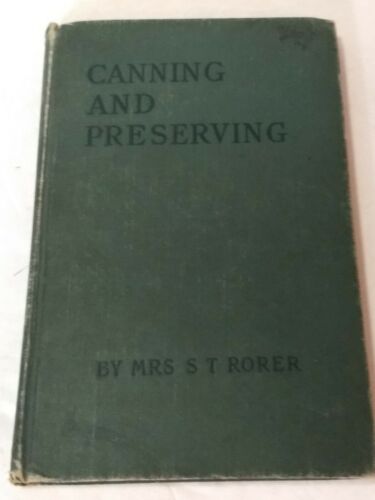 CANNING
AND
PRESERVING
BY MRS S T RORER